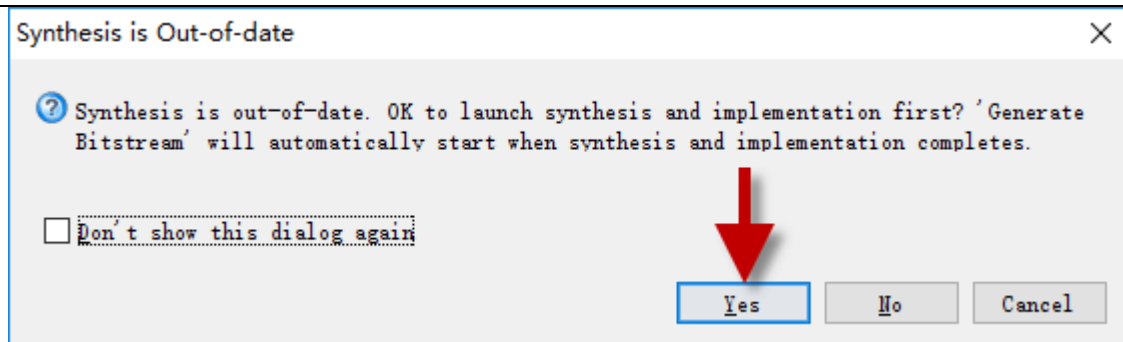 Synthesis is Out-of-date
Synthesis is out-of-date. OK to launch synthesis and implementation first? 'Generate
Bitstream' will automatically start when synthesis and implementation completes.
Don't show this dialog again
Yes No Cancel